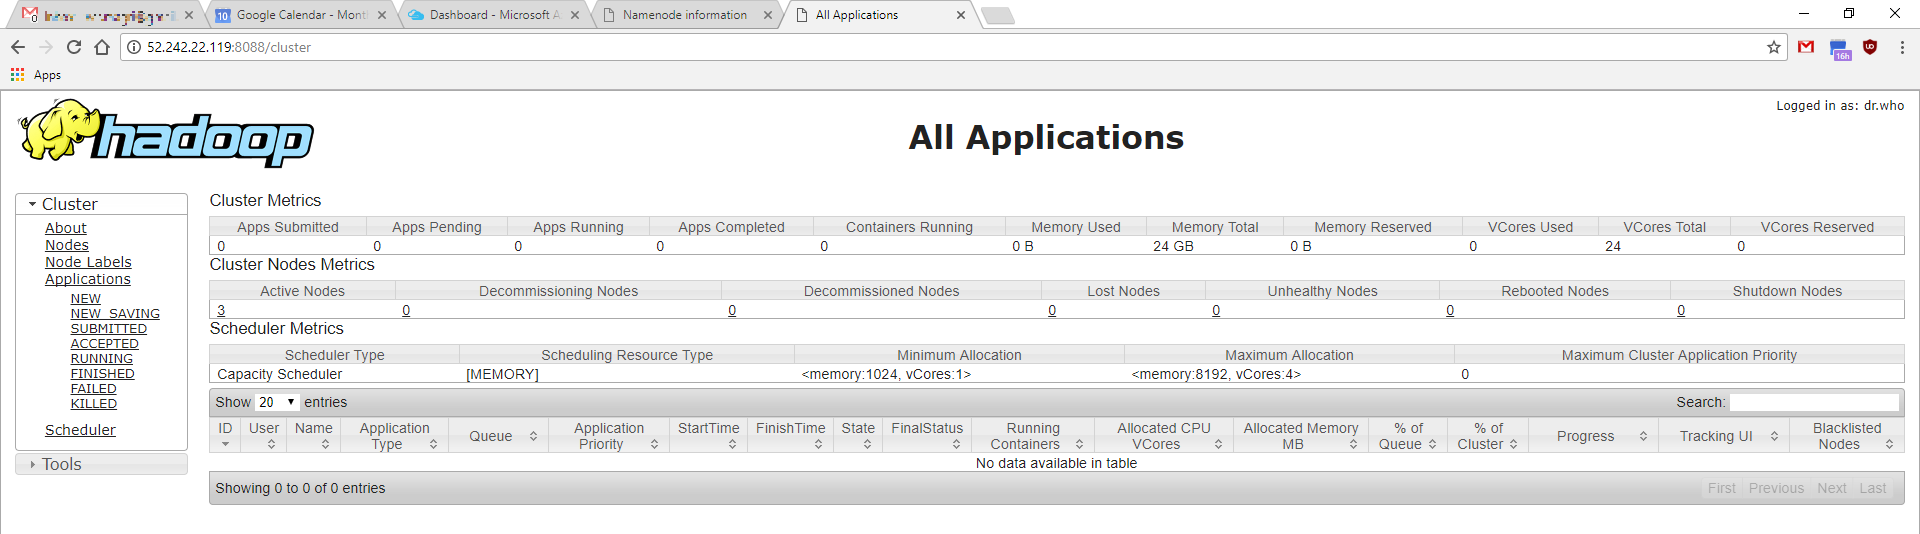 Google Calendar - Mont
Dashboard - Microsoft A
Namenode information
All Applications
52.242.22.119:8088/cluster
16h
Apps
hadoop
Logged in as: dr.who
All Applications
Cluster
About
Nodes
Node Labels
Applications
NEW
NEW_SAVING
SUBMITTED
ACCEPTED
RUNNING
FINISHED
FAILED
KILLED
Scheduler
Tools
Cluster Metrics
Apps Submitted Apps Pending Apps Running Apps Completed Containers Running Memory Used Memory Total Memory Reserved VCores Used VCores Total VCores Reserved
0 0 0 0 0 0 B 24 GB 0 B 0 24 0
Cluster Nodes Metrics
Active Nodes Decommissioning Nodes Decommissioned Nodes Lost Nodes Unhealthy Nodes Rebooted Nodes Shutdown Nodes
3 0 0 0 0 0 0
Scheduler Metrics
Scheduler Type Scheduling Resource Type Minimum Allocation Maximum Allocation Maximum Cluster Application Priority
Capacity Scheduler [MEMORY] <memory:1024, vCores:1> <memory:8192, vCores:4> 0
Show 20 entries Search:
ID User Name Application Type Queue Application Priority StartTime FinishTime State FinalStatus Running Containers Allocated CPU VCores Allocated Memory MB % of Queue % of Cluster Progress Tracking UI Blacklisted Nodes
No data available in table
Showing 0 to 0 of 0 entries First Previous Next Last